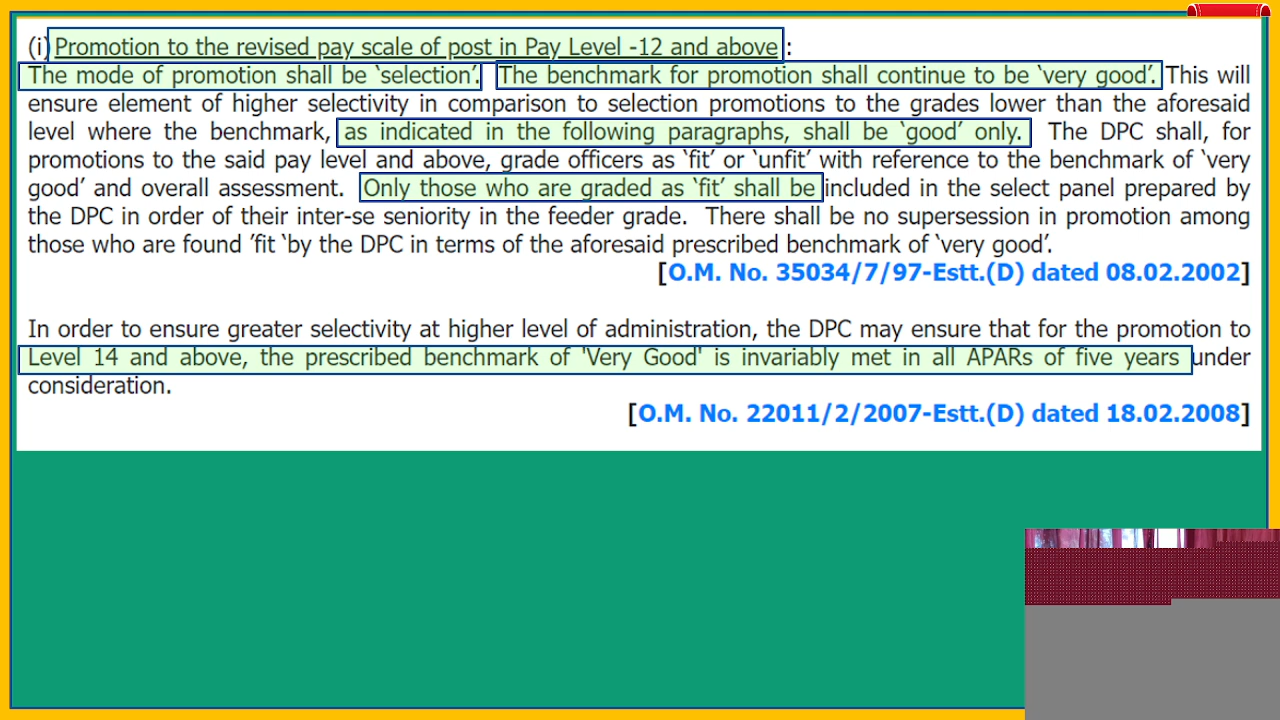 (i) Promotion to the revised pay scale of post in Pay Level -12 and above :
The mode of promotion shall be ‘selection’. The benchmark for promotion shall continue to be ‘very good’. This will
ensure element of higher selectivity in comparison to selection promotions to the grades lower than the aforesaid
level where the benchmark, as indicated in the following paragraphs, shall be ‘good’ only. The DPC shall, for
promotions to the said pay level and above, grade officers as ‘fit’ or ‘unfit’ with reference to the benchmark of ‘very
good’ and overall assessment. Only those who are graded as ‘fit’ shall be included in the select panel prepared by
the DPC in order of their inter-se seniority in the feeder grade. There shall be no supersession in promotion among
those who are found ’fit ‘by the DPC in terms of the aforesaid prescribed benchmark of ‘very good’.
[O.M. No. 35034/7/97-Estt.(D) dated 08.02.2002]
In order to ensure greater selectivity at higher level of administration, the DPC may ensure that for the promotion to
Level 14 and above, the prescribed benchmark of 'Very Good' is invariably met in all APARs of five years under
consideration.
[O.M. No. 22011/2/2007-Estt.(D) dated 18.02.2008]